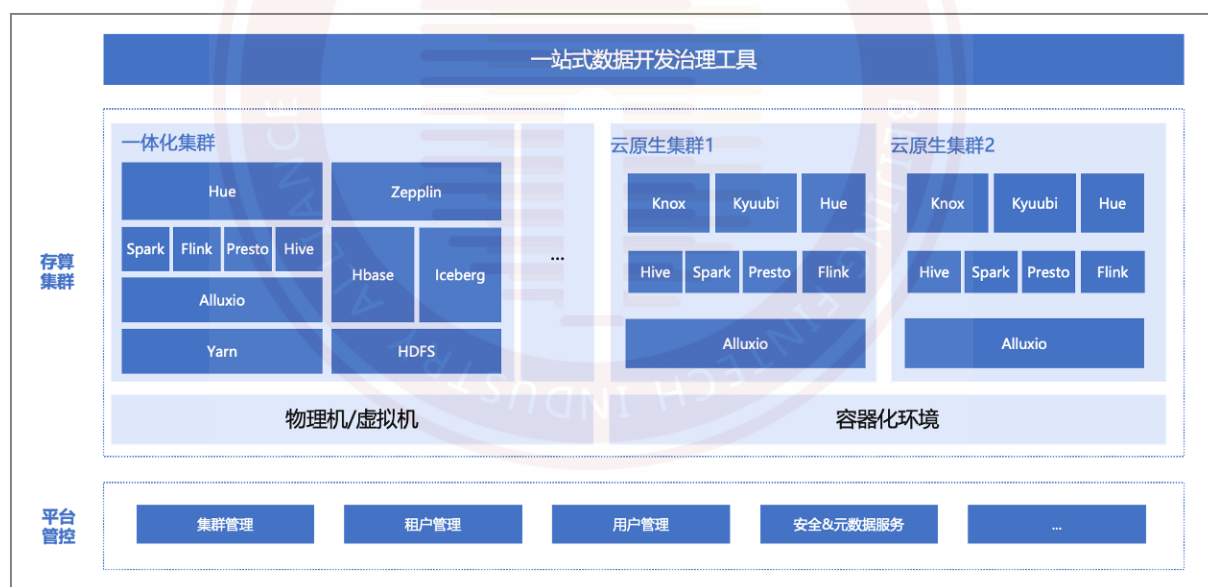 一站式数据开发治理工具
一体化集群
云原生集群1
云原生集群2
Hue
Zepplin
Knox
Kyuubi
Hue
Knox
Kyuubi
Hue
Spark
Flink
Presto
Hive
Hbase
Iceberg
...
Hive
Spark
Presto
Flink
Hive
Spark
Presto
Flink
存算
集群
Alluxio
Yarn
HDFS
Alluxio
Alluxio
物理机/虚拟机
容器化环境
平台
管控
集群管理
租户管理
用户管理
安全&元数据服务
...
BEIJING FINTECH INDUSTRY ALLIANCE